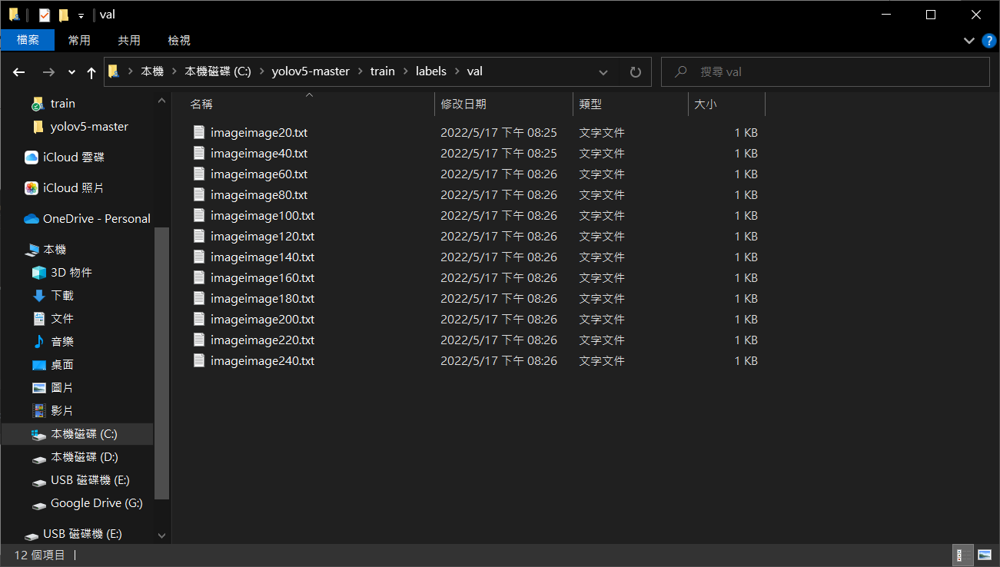 val
檔案 常用 共用 檢視
本機 本機磁碟 (C:) yolov5-master train labels val 搜尋 val
train
yolov5-master
iCloud 雲碟
iCloud 照片
OneDrive - Personal
本機
3D 物件
下載
文件
音樂
桌面
圖片
影片
本機磁碟 (C:)
本機磁碟 (D:)
USB 磁碟機 (E:)
Google Drive (G:)
USB 磁碟機 (E:)
名稱 修改日期 類型 大小
imageimage20.txt 2022/5/17 下午 08:25 文字文件 1 KB
imageimage40.txt 2022/5/17 下午 08:25 文字文件 1 KB
imageimage60.txt 2022/5/17 下午 08:26 文字文件 1 KB
imageimage80.txt 2022/5/17 下午 08:26 文字文件 1 KB
imageimage100.txt 2022/5/17 下午 08:26 文字文件 1 KB
imageimage120.txt 2022/5/17 下午 08:26 文字文件 1 KB
imageimage140.txt 2022/5/17 下午 08:26 文字文件 1 KB
imageimage160.txt 2022/5/17 下午 08:26 文字文件 1 KB
imageimage180.txt 2022/5/17 下午 08:26 文字文件 1 KB
imageimage200.txt 2022/5/17 下午 08:26 文字文件 1 KB
imageimage220.txt 2022/5/17 下午 08:26 文字文件 1 KB
imageimage240.txt 2022/5/17 下午 08:26 文字文件 1 KB
12 個項目